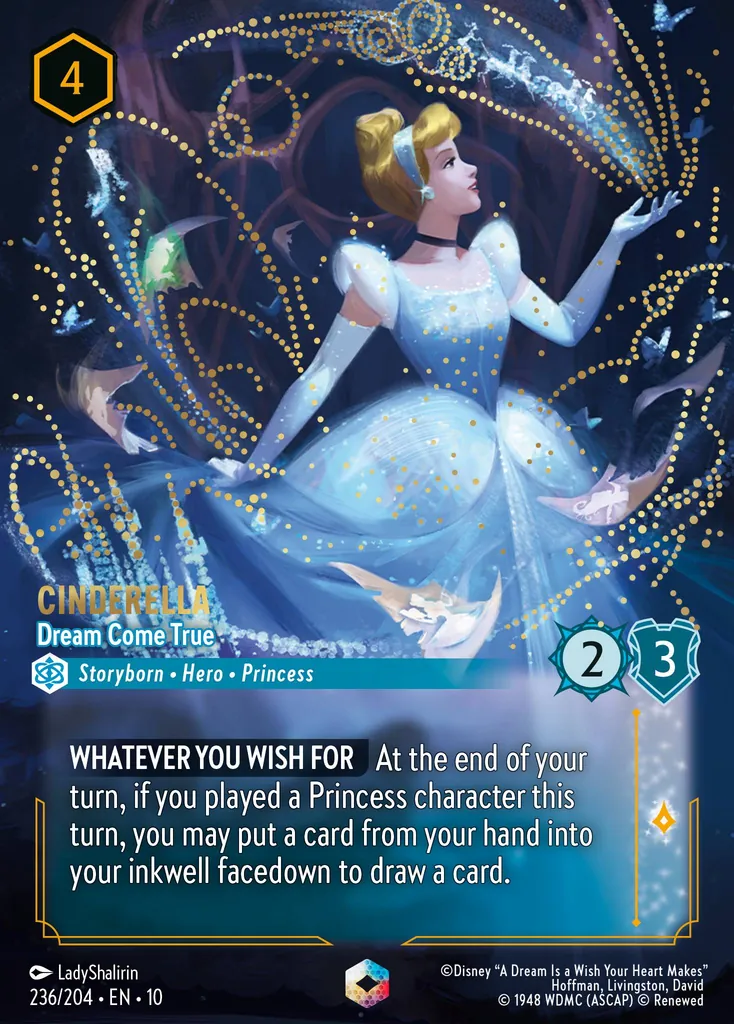 4
CINDERELLA
Dream Come True
Storyborn • Hero • Princess
2
3
WHATEVER YOU WISH FOR At the end of your
turn, if you played a Princess character this
turn, you may put a card from your hand into
your inkwell facedown to draw a card.
LadyShalirin
236/204 • EN • 10
©Disney “A Dream Is a Wish Your Heart Makes”
Hoffman, Livingston, David
© 1948 WDMC (ASCAP) © Renewed